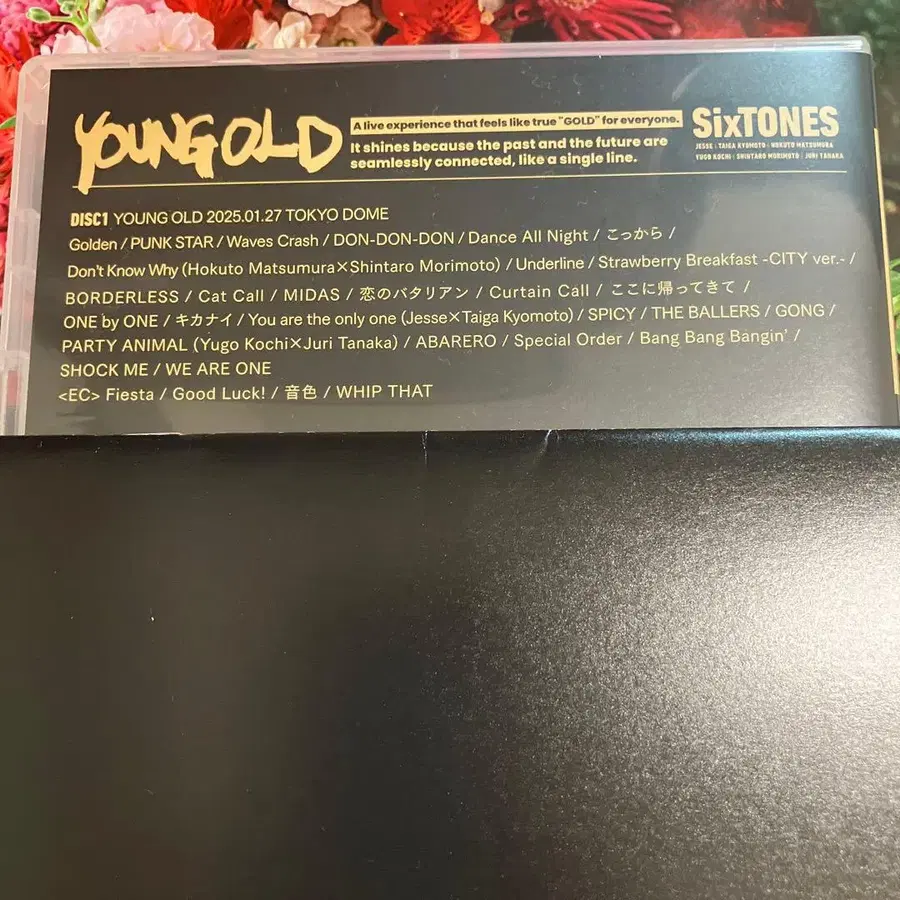 YOUNG OLD
A live experience that feels like true "GOLD" for everyone.
It shines because the past and the future are
seamlessly connected, like a single line.
SixTONES
JESSE | TAIGA KYOMOTO | HOKUTO MATSUMURA
YUGO KOCHI | SHINTARO MORIMOTO | JURI TANAKA
DISC1 YOUNG OLD 2025.01.27 TOKYO DOME
Golden / PUNK STAR / Waves Crash / DON-DON-DON / Dance All Night / こっから /
Don't Know Why (Hokuto Matsumura×Shintaro Morimoto) / Underline / Strawberry Breakfast -CITY ver.- /
BORDERLESS / Cat Call / MIDAS / 恋のバタリアン / Curtain Call / ここに帰ってきて /
ONE by ONE / キカナイ / You are the only one (Jesse×Taiga Kyomoto) / SPICY / THE BALLERS / GONG /
PARTY ANIMAL (Yugo Kochi×Juri Tanaka) / ABARERO / Special Order / Bang Bang Bangin' /
SHOCK ME / WE ARE ONE
<EC> Fiesta / Good Luck! / 音色 / WHIP THAT